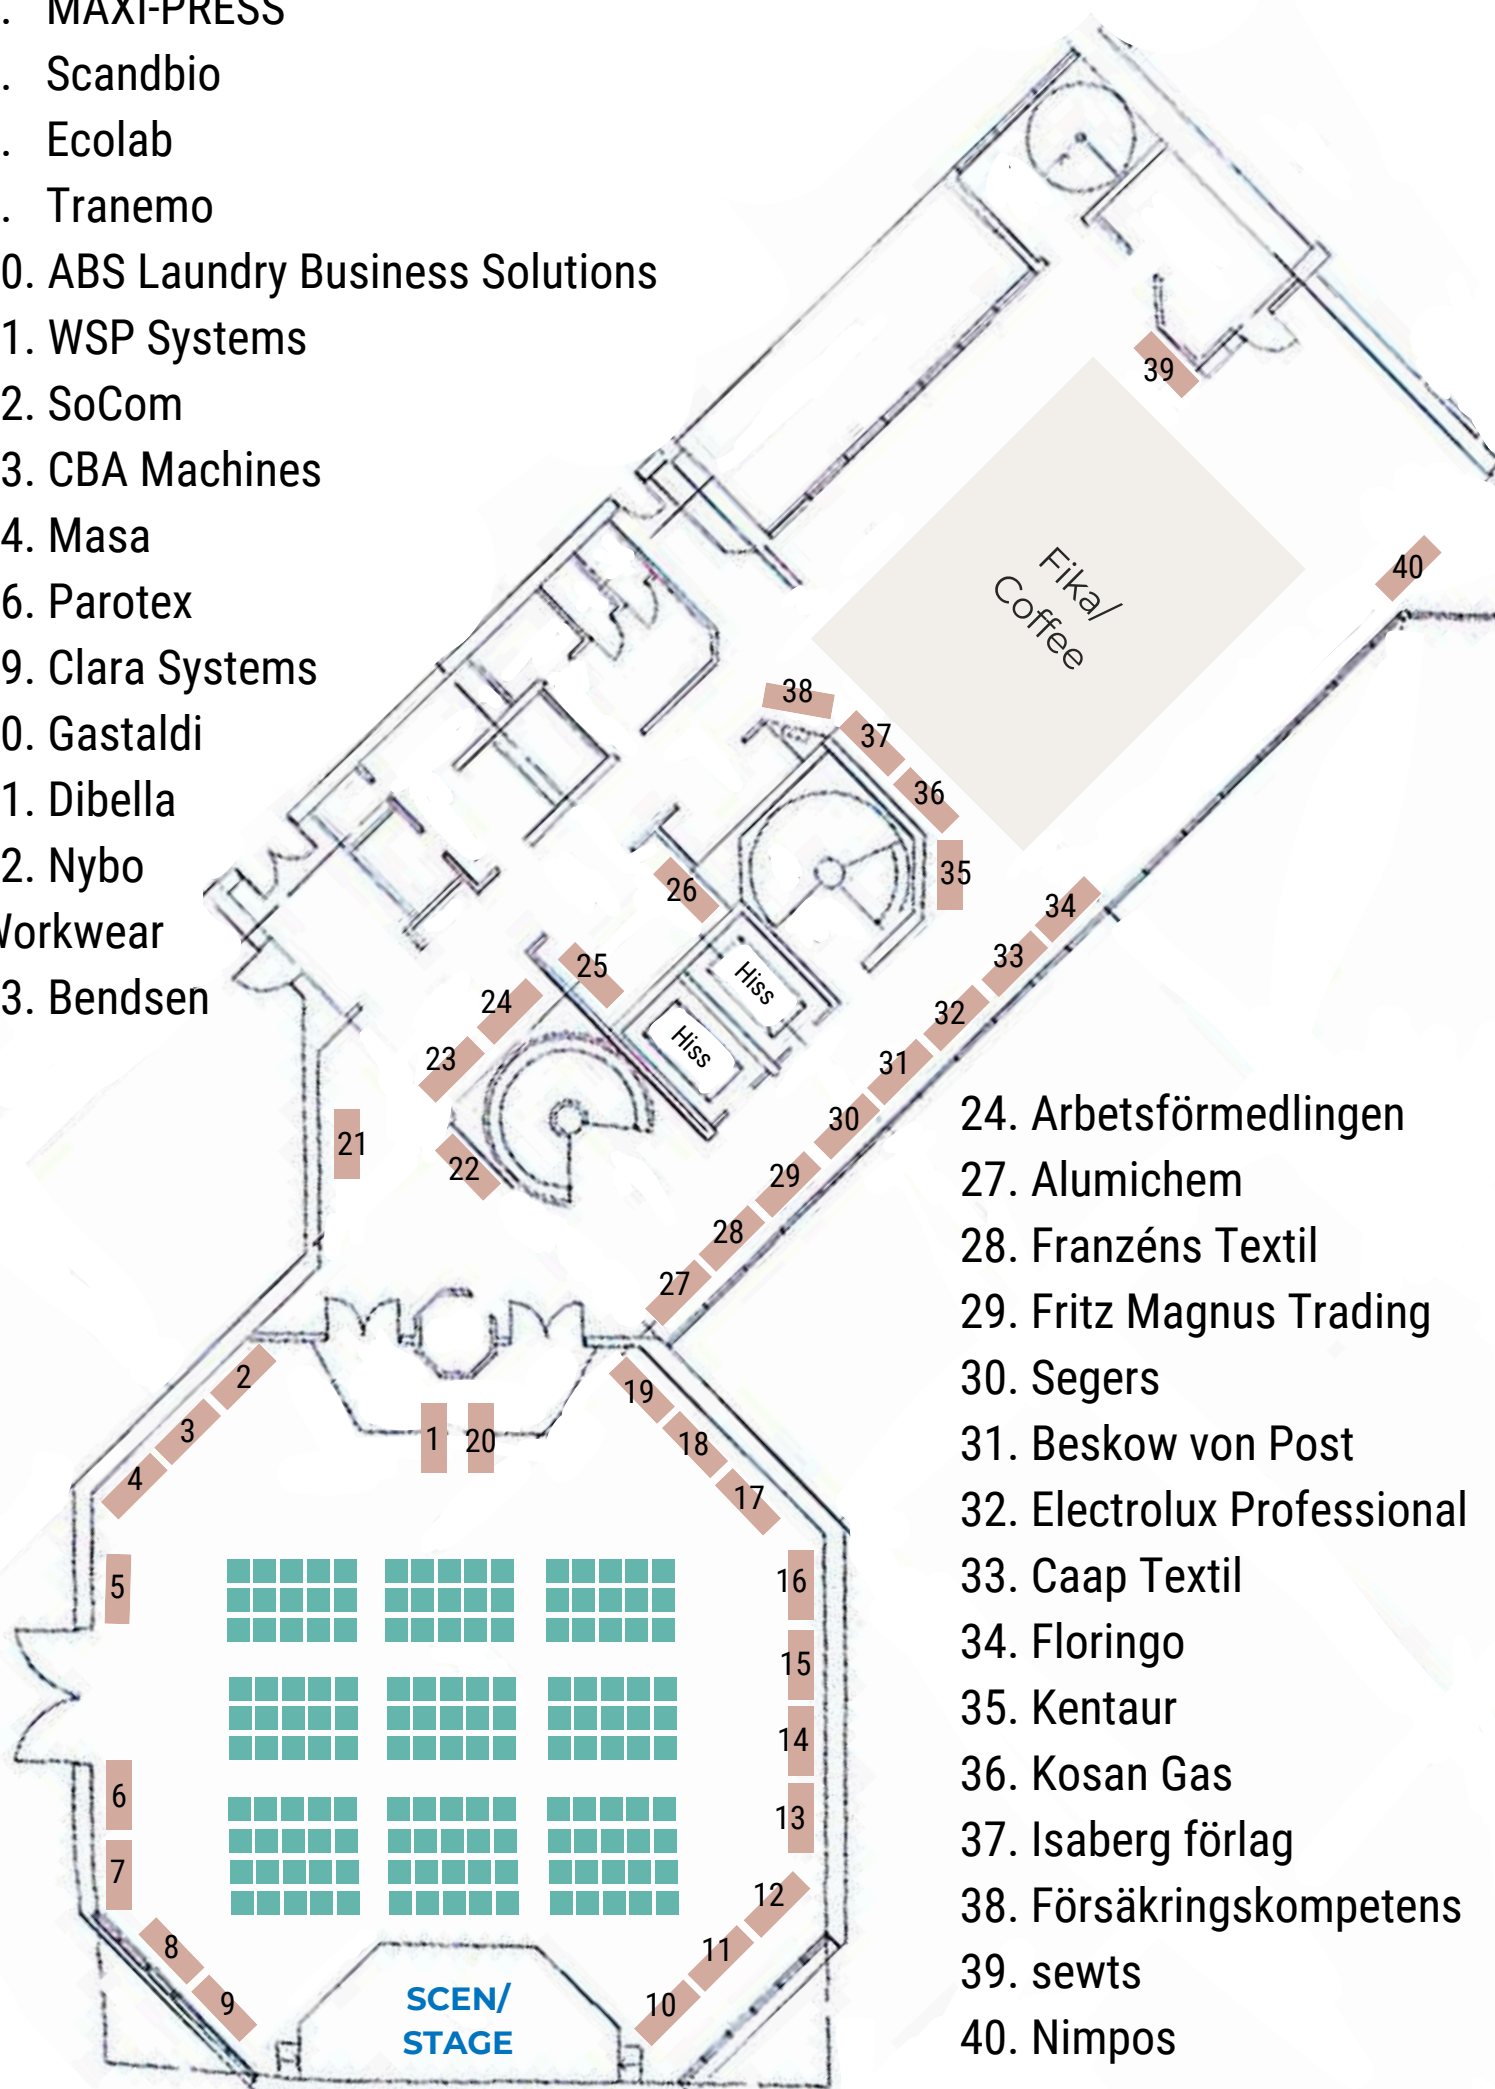 . MAXI-PRESS
. Scandbio
. Ecolab
. Tranemo
0. ABS Laundry Business Solutions
1. WSP Systems
2. SoCom
3. CBA Machines
4. Masa
6. Parotex
9. Clara Systems
0. Gastaldi
1. Dibella
2. Nybo
Workwear
3. Bendsen
39
Fika/
Coffee
40
38
37
36
35
34
33
32
31
30
29
28
27
26
25
24
23
22
21
Hiss
Hiss
2
3
4
5
6
7
8
9
1
20
19
18
17
16
15
14
13
12
11
10
SCEN/
STAGE
24. Arbetsförmedlingen
27. Alumichem
28. Franzéns Textil
29. Fritz Magnus Trading
30. Segers
31. Beskow von Post
32. Electrolux Professional
33. Caap Textil
34. Floringo
35. Kentaur
36. Kosan Gas
37. Isaberg förlag
38. Försäkringskompetens
39. sewts
40. Nimpos